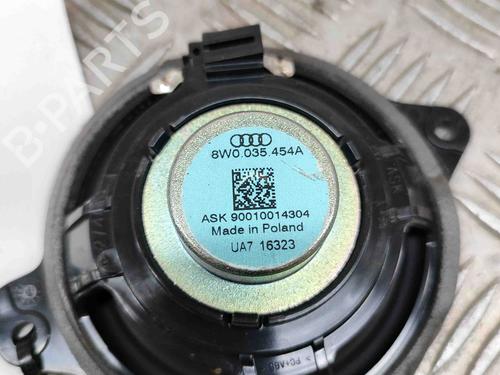 B-PARTS
8W0.035.454A
ASK 90010014304
Made in Poland
UA7 16323